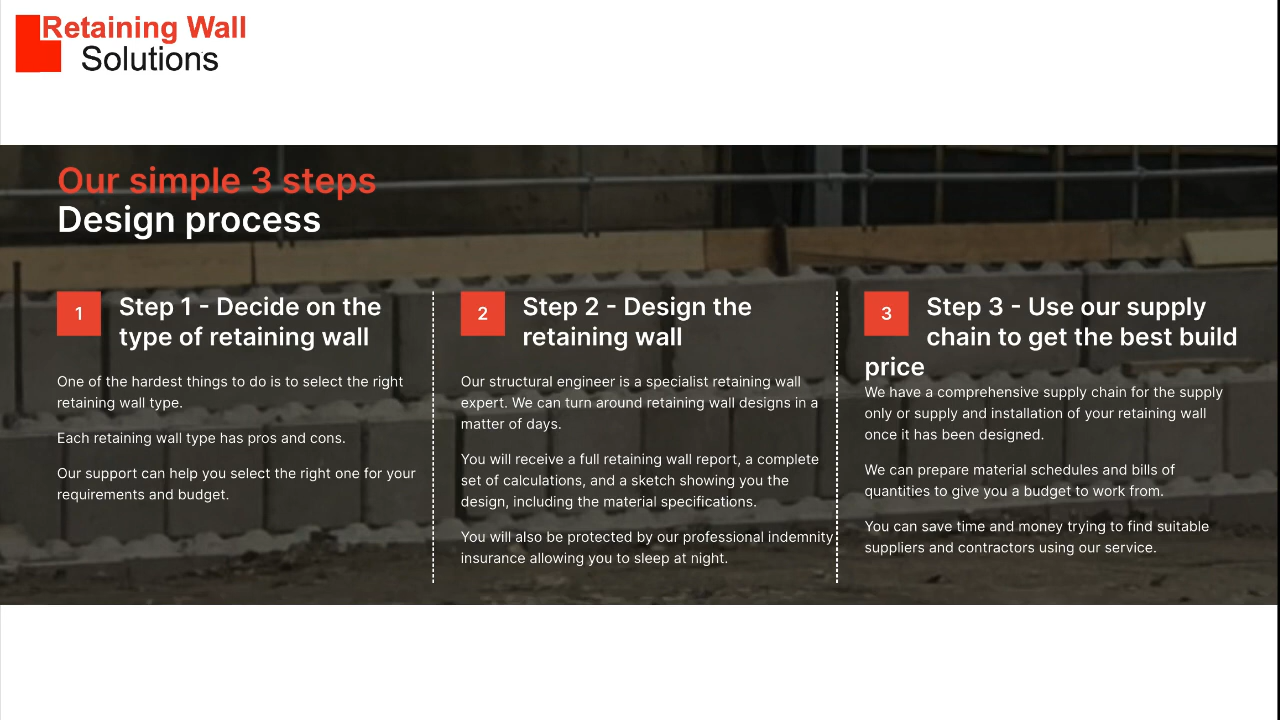 Retaining Wall
Solutions
Our simple 3 steps
Design process
1
Step 1 - Decide on the
type of retaining wall
One of the hardest things to do is to select the right
retaining wall type.
Each retaining wall type has pros and cons.
Our support can help you select the right one for your
requirements and budget.
2
Step 2 - Design the
retaining wall
Our structural engineer is a specialist retaining wall
expert. We can turn around retaining wall designs in a
matter of days.
You will receive a full retaining wall report, a complete
set of calculations, and a sketch showing you the
design, including the material specifications.
You will also be protected by our professional indemnity
insurance allowing you to sleep at night.
3
Step 3 - Use our supply
chain to get the best build
price
We have a comprehensive supply chain for the supply
only or supply and installation of your retaining wall
once it has been designed.
We can prepare material schedules and bills of
quantities to give you a budget to work from.
You can save time and money trying to find suitable
suppliers and contractors using our service.